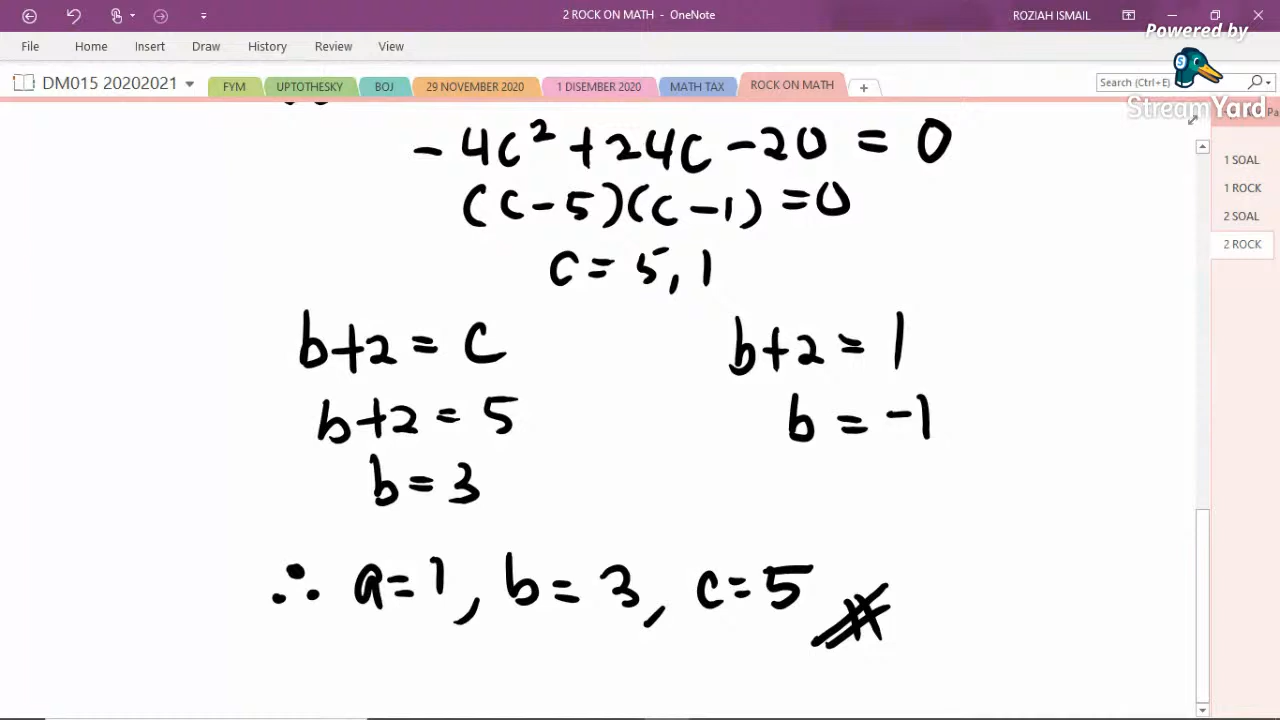 2 ROCK ON MATH - OneNote
ROZIAH ISMAIL
Powered by
StreamYard
File Home Insert Draw History Review View
DM015 20202021
FYM UPTOTHESKY BOJ 29 NOVEMBER 2020 1 DISEMBER 2020 MATH TAX ROCK ON MATH +
Search (Ctrl+E)
1 SOAL
1 ROCK
2 SOAL
2 ROCK
-4c² + 24c - 20 = 0
(c - 5)(c - 1) = 0
c = 5, 1
b + 2 = c
b + 2 = 5
b = 3
b + 2 = 1
b = -1
∴ a = 1, b = 3, c = 5